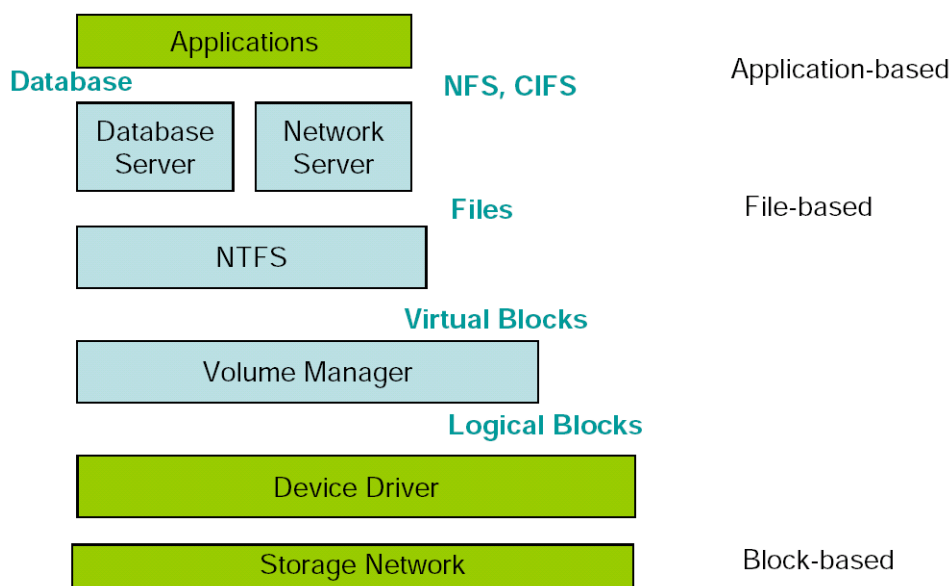 Applications
Application-based
Database
NFS, CIFS
Database
Server
Network
Server
Files
File-based
NTFS
Virtual Blocks
Volume Manager
Logical Blocks
Device Driver
Storage Network
Block-based